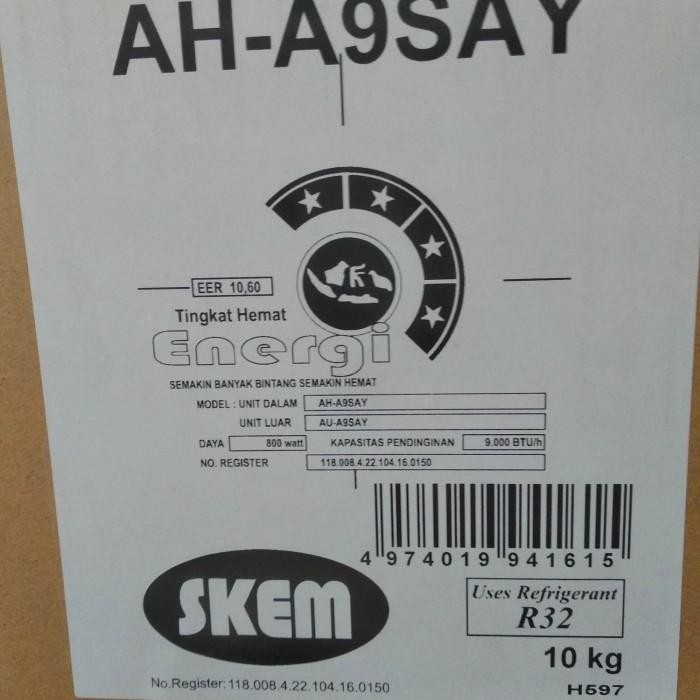 AH-A9SAY
EER 10,60
Tingkat Hemat
Energi
SEMAKIN BANYAK BINTANG SEMAKIN HEMAT
MODEL : UNIT DALAM AH-A9SAY
UNIT LUAR AU-A9SAY
DAYA 800 watt KAPASITAS PENDINGINAN 9.000 BTU/h
NO. REGISTER 118.008.4.22.104.16.0150
4 974019 941615
SKEM
Uses Refrigerant
R32
10 kg
No.Register: 118.008.4.22.104.16.0150
H597